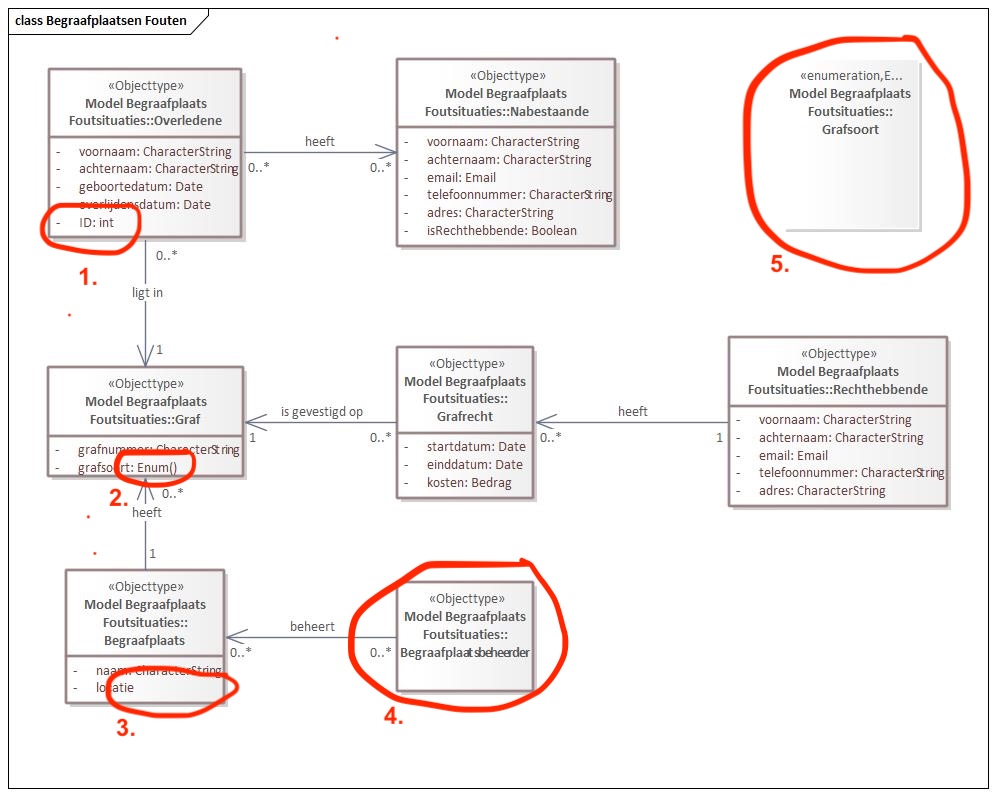 class Begraafplaatsen Fouten
«Objecttype»
Model Begraafplaats
Foutsituaties::Overledene
- voornaam: CharacterString
- achternaam: CharacterString
- geboortedatum: Date
- overlijdensdatum: Date
- ID: int
1.
heeft
0..*
0..*
«Objecttype»
Model Begraafplaats
Foutsituaties::Nabestaande
- voornaam: CharacterString
- achternaam: CharacterString
- email: Email
- telefoonnummer: CharacterString
- adres: CharacterString
- isRechthebbende: Boolean
«enumeration,E...
Model Begraafplaats
Foutsituaties::
Grafsoort
5.
0..*
ligt in
1
«Objecttype»
Model Begraafplaats
Foutsituaties::Graf
- grafnummer: CharacterString
- grafsoort: Enum()
2.
is gevestigd op
1
0..*
«Objecttype»
Model Begraafplaats
Foutsituaties::
Grafrecht
- startdatum: Date
- einddatum: Date
- kosten: Bedrag
heeft
0..*
1
«Objecttype»
Model Begraafplaats
Foutsituaties::Rechthebbende
- voornaam: CharacterString
- achternaam: CharacterString
- email: Email
- telefoonnummer: CharacterString
- adres: CharacterString
0..*
heeft
1
«Objecttype»
Model Begraafplaats
Foutsituaties::
Begraafplaats
- naam: CharacterString
- locatie
3.
beheert
0..*
0..*
«Objecttype»
Model Begraafplaats
Foutsituaties::
Begraafplaatsbeheerder
4.